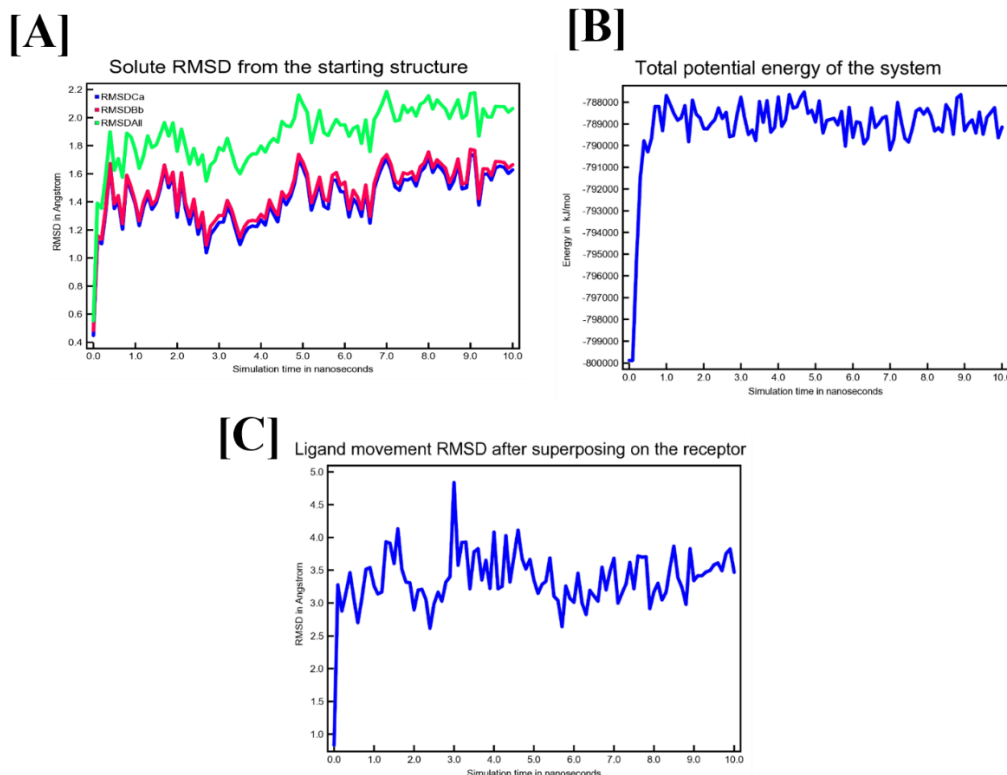 [A]
Solute RMSD from the starting structure
RMSDCa
RMSDBb
RMSDAll
RMSD in Angstrom
2.2
2.0
1.8
1.6
1.4
1.2
1.0
0.8
0.6
0.4
0.0 1.0 2.0 3.0 4.0 5.0 6.0 7.0 8.0 9.0 10.0
Simulation time in nanoseconds
[B]
Total potential energy of the system
Energy in kJ/mol
-788000
-789000
-790000
-791000
-792000
-793000
-794000
-795000
-796000
-797000
-798000
-799000
-800000
0.0 1.0 2.0 3.0 4.0 5.0 6.0 7.0 8.0 9.0 10.0
Simulation time in nanoseconds
[C]
Ligand movement RMSD after superposing on the receptor
RMSD in Angstrom
5.0
4.5
4.0
3.5
3.0
2.5
2.0
1.5
1.0
0.0 1.0 2.0 3.0 4.0 5.0 6.0 7.0 8.0 9.0 10.0
Simulation time in nanoseconds